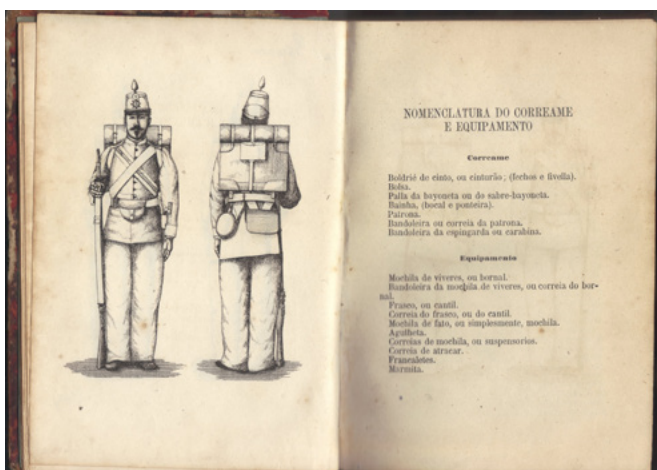 NOMENCLATURA DO CORREAME
E EQUIPAMENTO
Correame
Boldrié de cinto, ou cinturão; (fechos e fivella).
Bolsa.
Palla da bayoneta ou do sabre-bayoneta.
Bainha, (bocal e ponteira).
Patrona.
Bandoleira ou correia da patrona.
Bandoleira da espingarda ou carabina.
Equipamento
Mochila de viveres, ou bornal.
Bandoleira da mochila de viveres, ou correia do bor-
nal.
Frasco, ou cantil.
Correia do frasco, ou do cantil.
Mochila de fato, ou simplesmente, mochila.
Agulheta.
Correias de mochila, ou suspensorios.
Correia de atracar.
Francaletes.
Marmita.